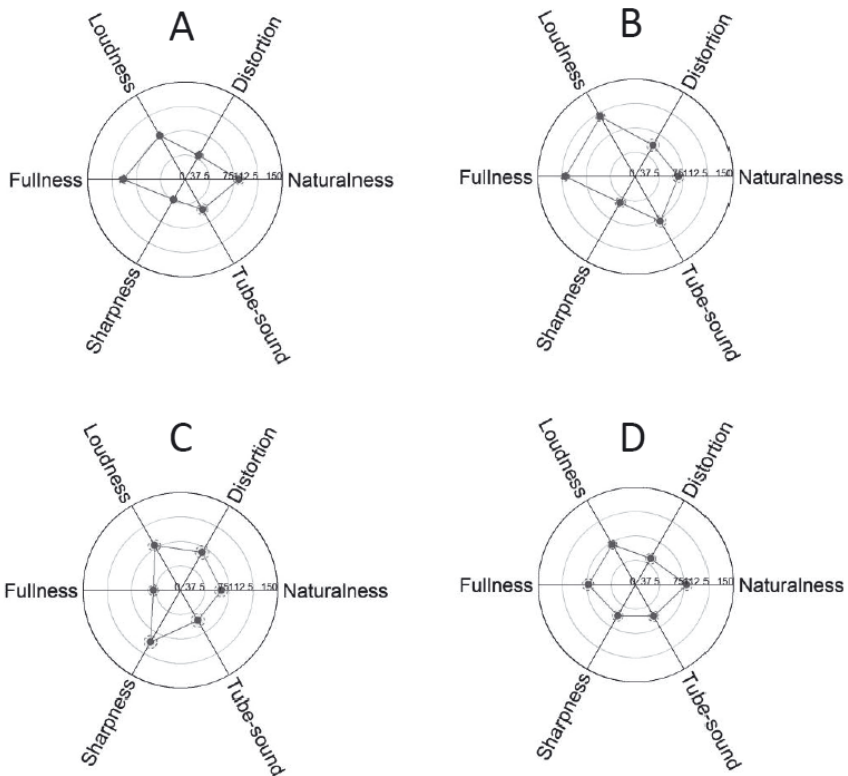 A
Loudness
Distortion
Fullness
0 37.5 75 112.5 150
Naturalness
Sharpness
Tube-sound
B
Loudness
Distortion
Fullness
0 37.5 75 112.5 150
Naturalness
Sharpness
Tube-sound
C
Loudness
Distortion
Fullness
0 37.5 75 112.5 150
Naturalness
Sharpness
Tube-sound
D
Loudness
Distortion
Fullness
0 37.5 75 112.5 150
Naturalness
Sharpness
Tube-sound